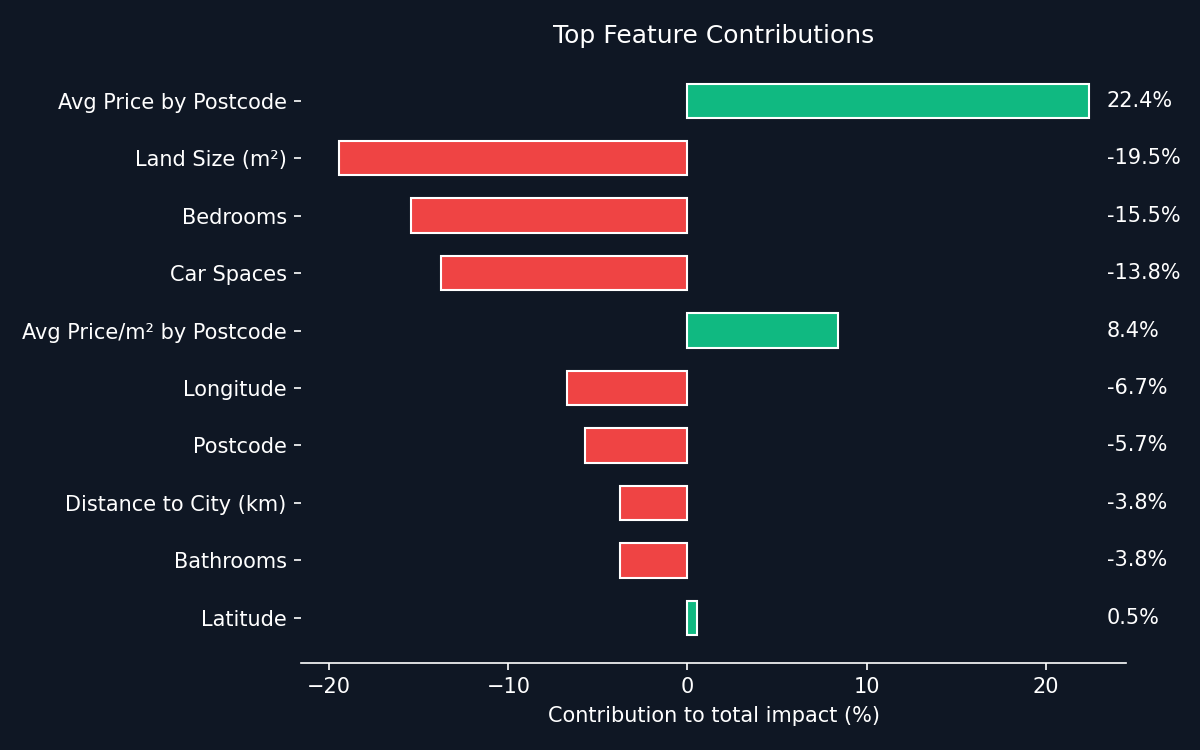 Top Feature Contributions
Avg Price by Postcode 22.4%
Land Size (m²) -19.5%
Bedrooms -15.5%
Car Spaces -13.8%
Avg Price/m² by Postcode 8.4%
Longitude -6.7%
Postcode -5.7%
Distance to City (km) -3.8%
Bathrooms -3.8%
Latitude 0.5%
−20 −10 0 10 20
Contribution to total impact (%)